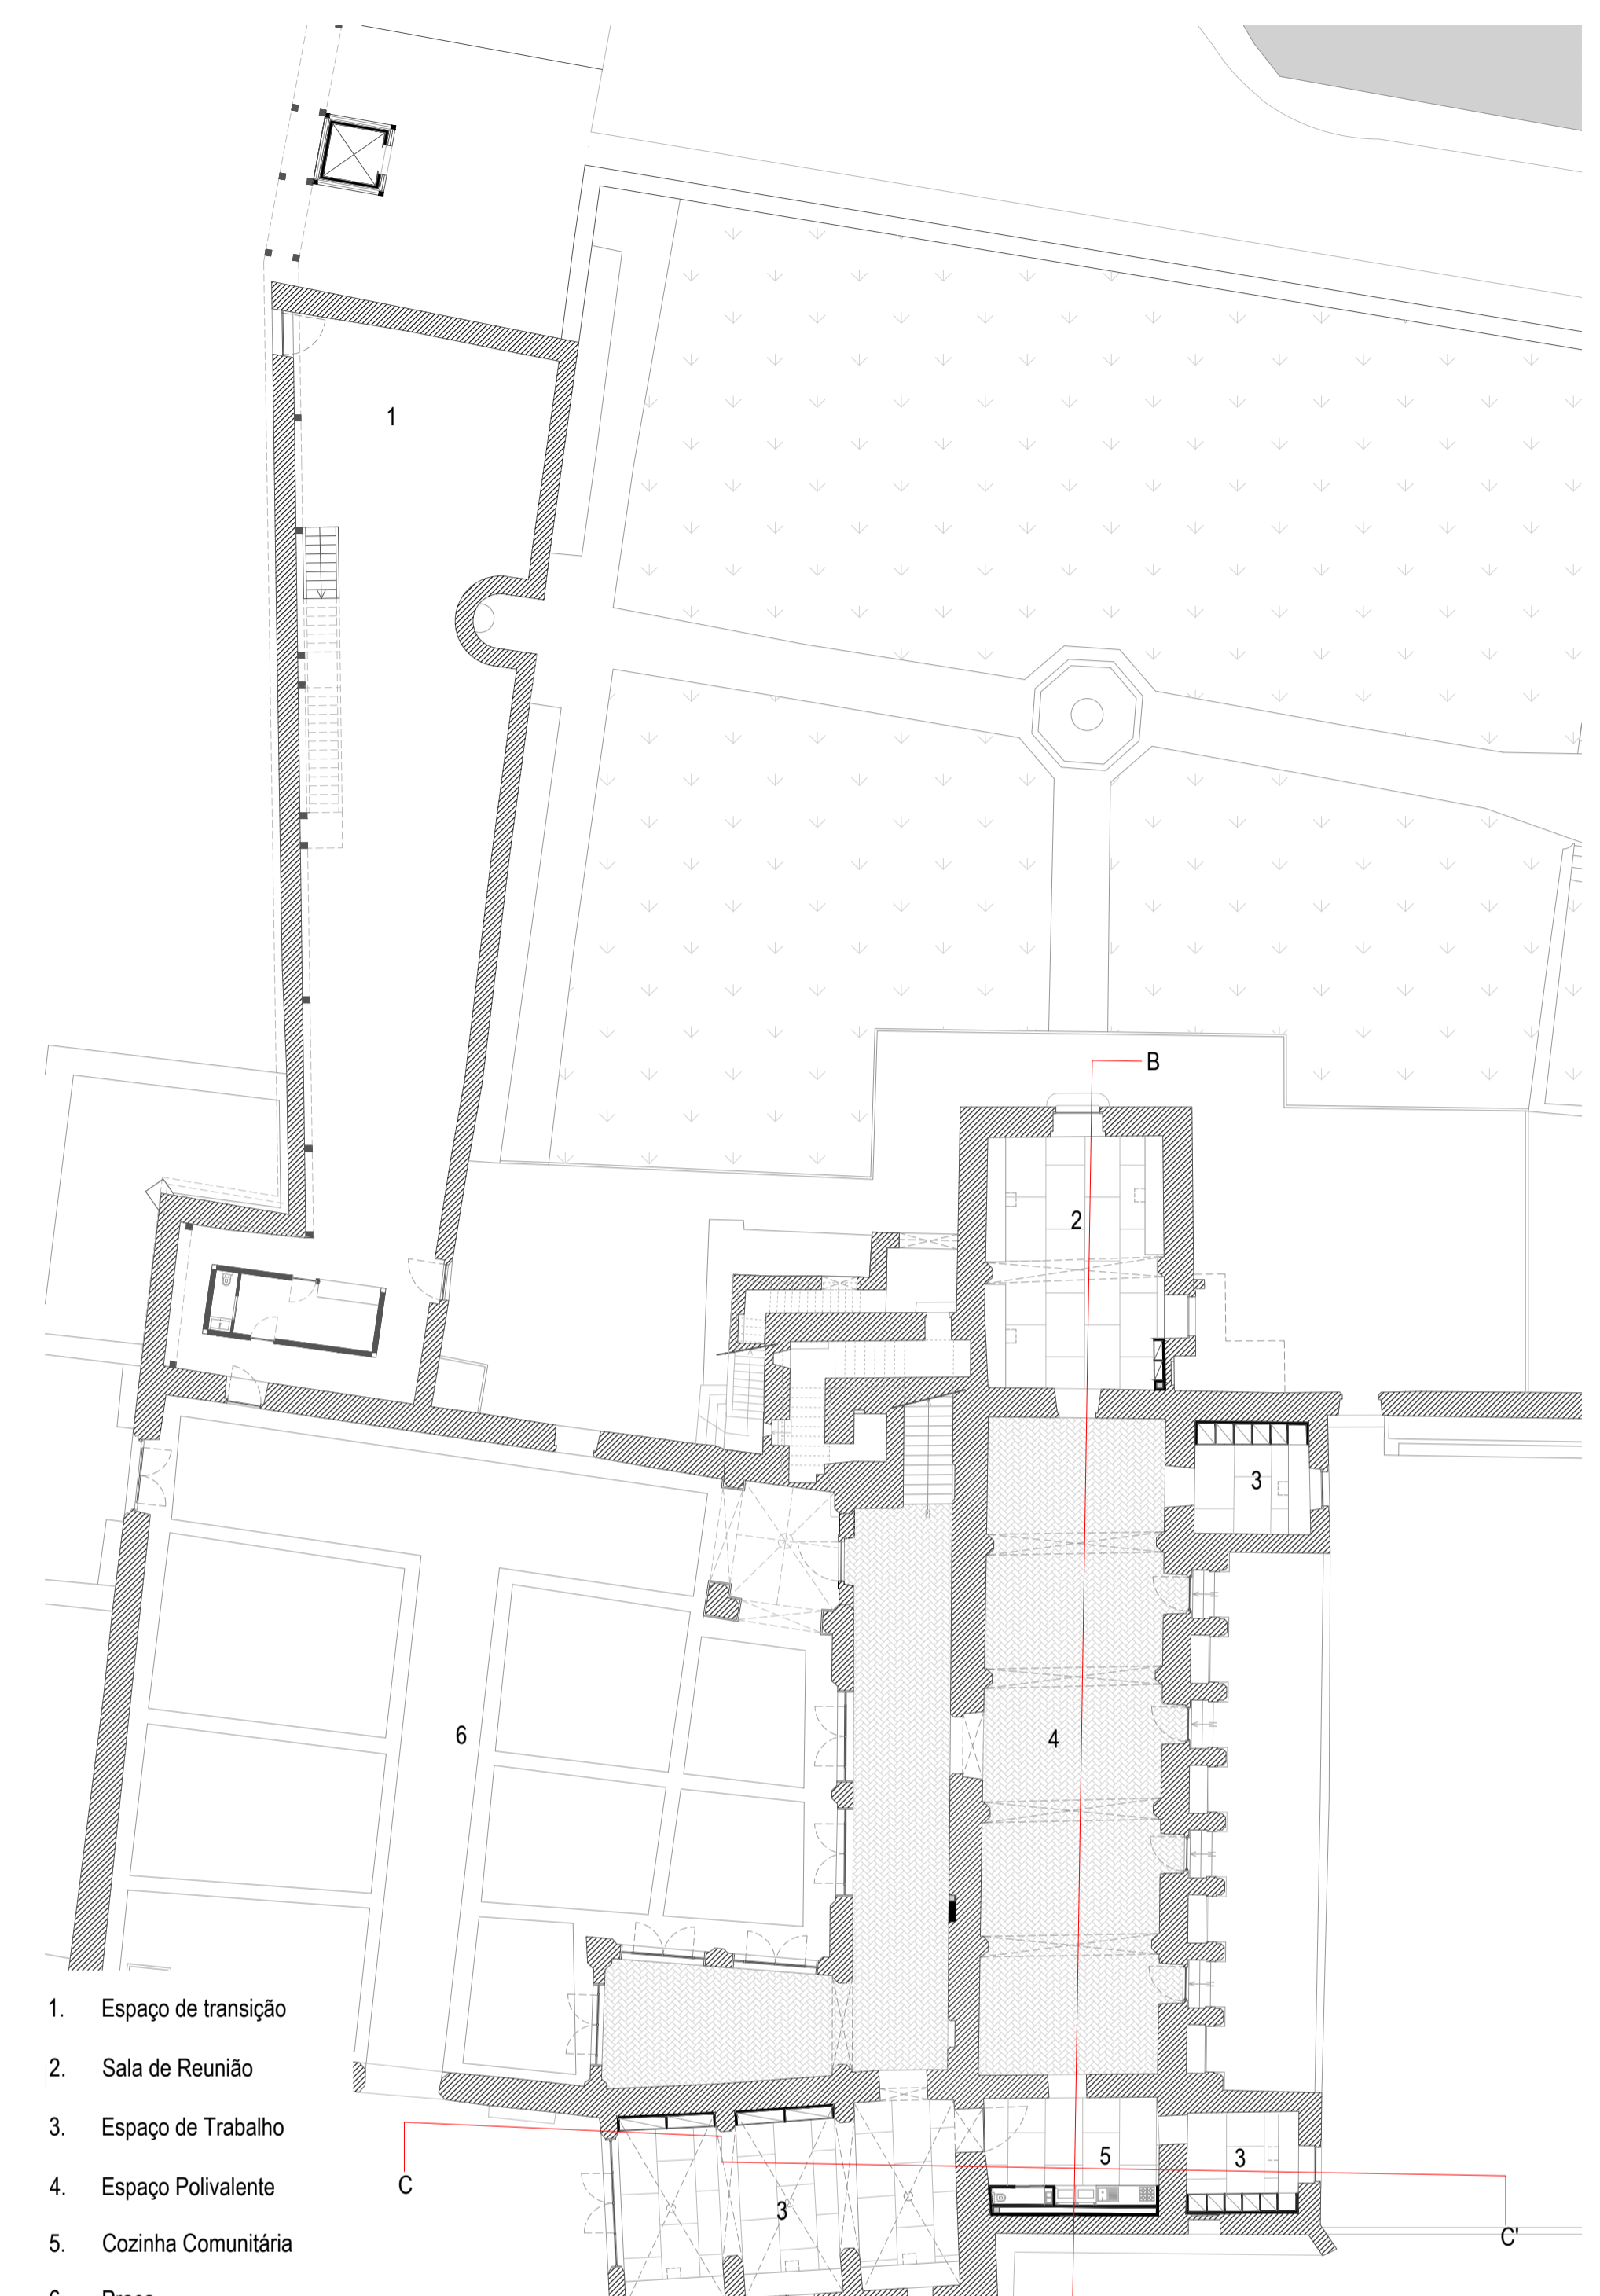 1
B
2
3
4
6
1. Espaço de transição
2. Sala de Reunião
3. Espaço de Trabalho
4. Espaço Polivalente
5. Cozinha Comunitária
C
5
3
3
C'